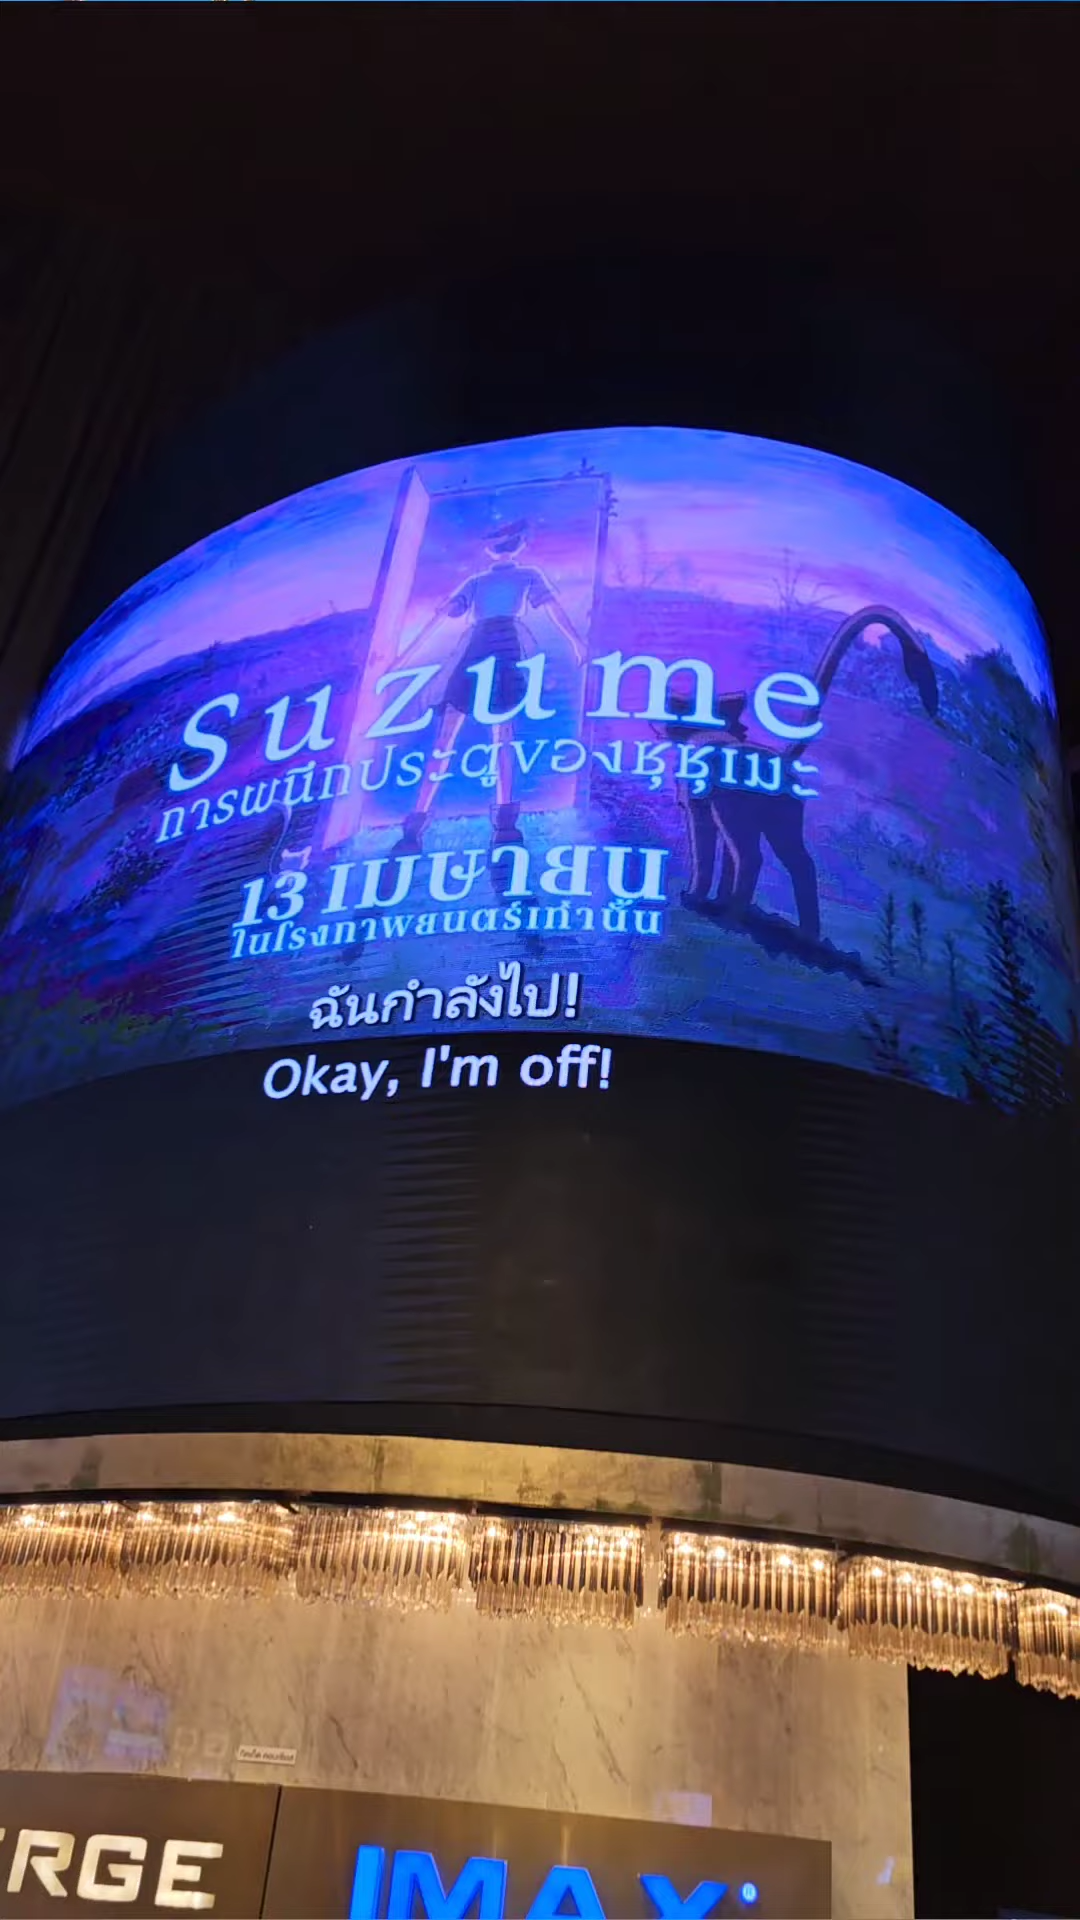 Suzume
การผนึกประตูของซุซุเมะ
13 เมษายน
ในโรงภาพยนตร์เท่านั้น
ฉันกำลังไป!
Okay, I'm off!
ERGE
IMAX®